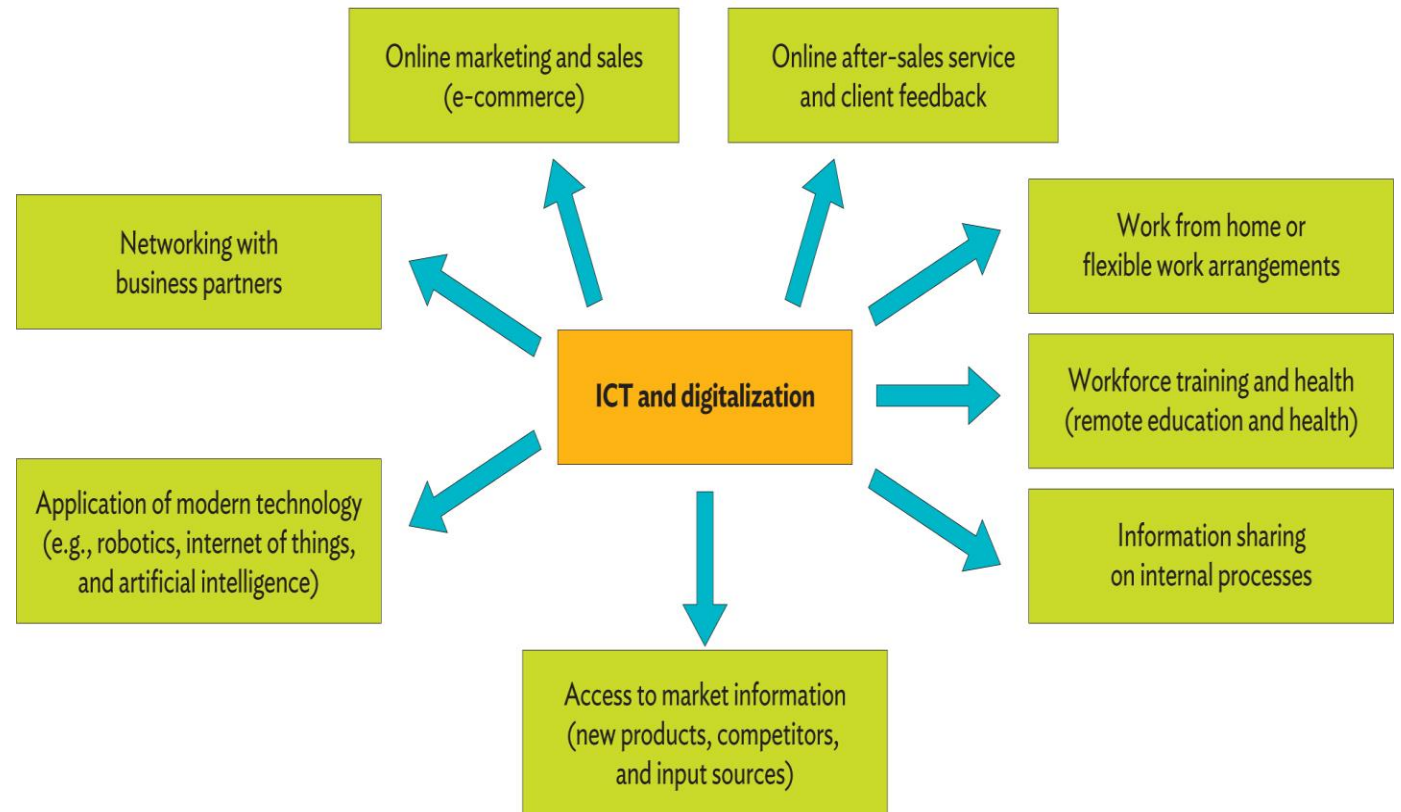 Online marketing and sales
(e-commerce)
Online after-sales service
and client feedback
Networking with
business partners
Work from home or
flexible work arrangements
ICT and digitalization
Workforce training and health
(remote education and health)
Application of modern technology
(e.g., robotics, internet of things,
and artificial intelligence)
Information sharing
on internal processes
Access to market information
(new products, competitors,
and input sources)